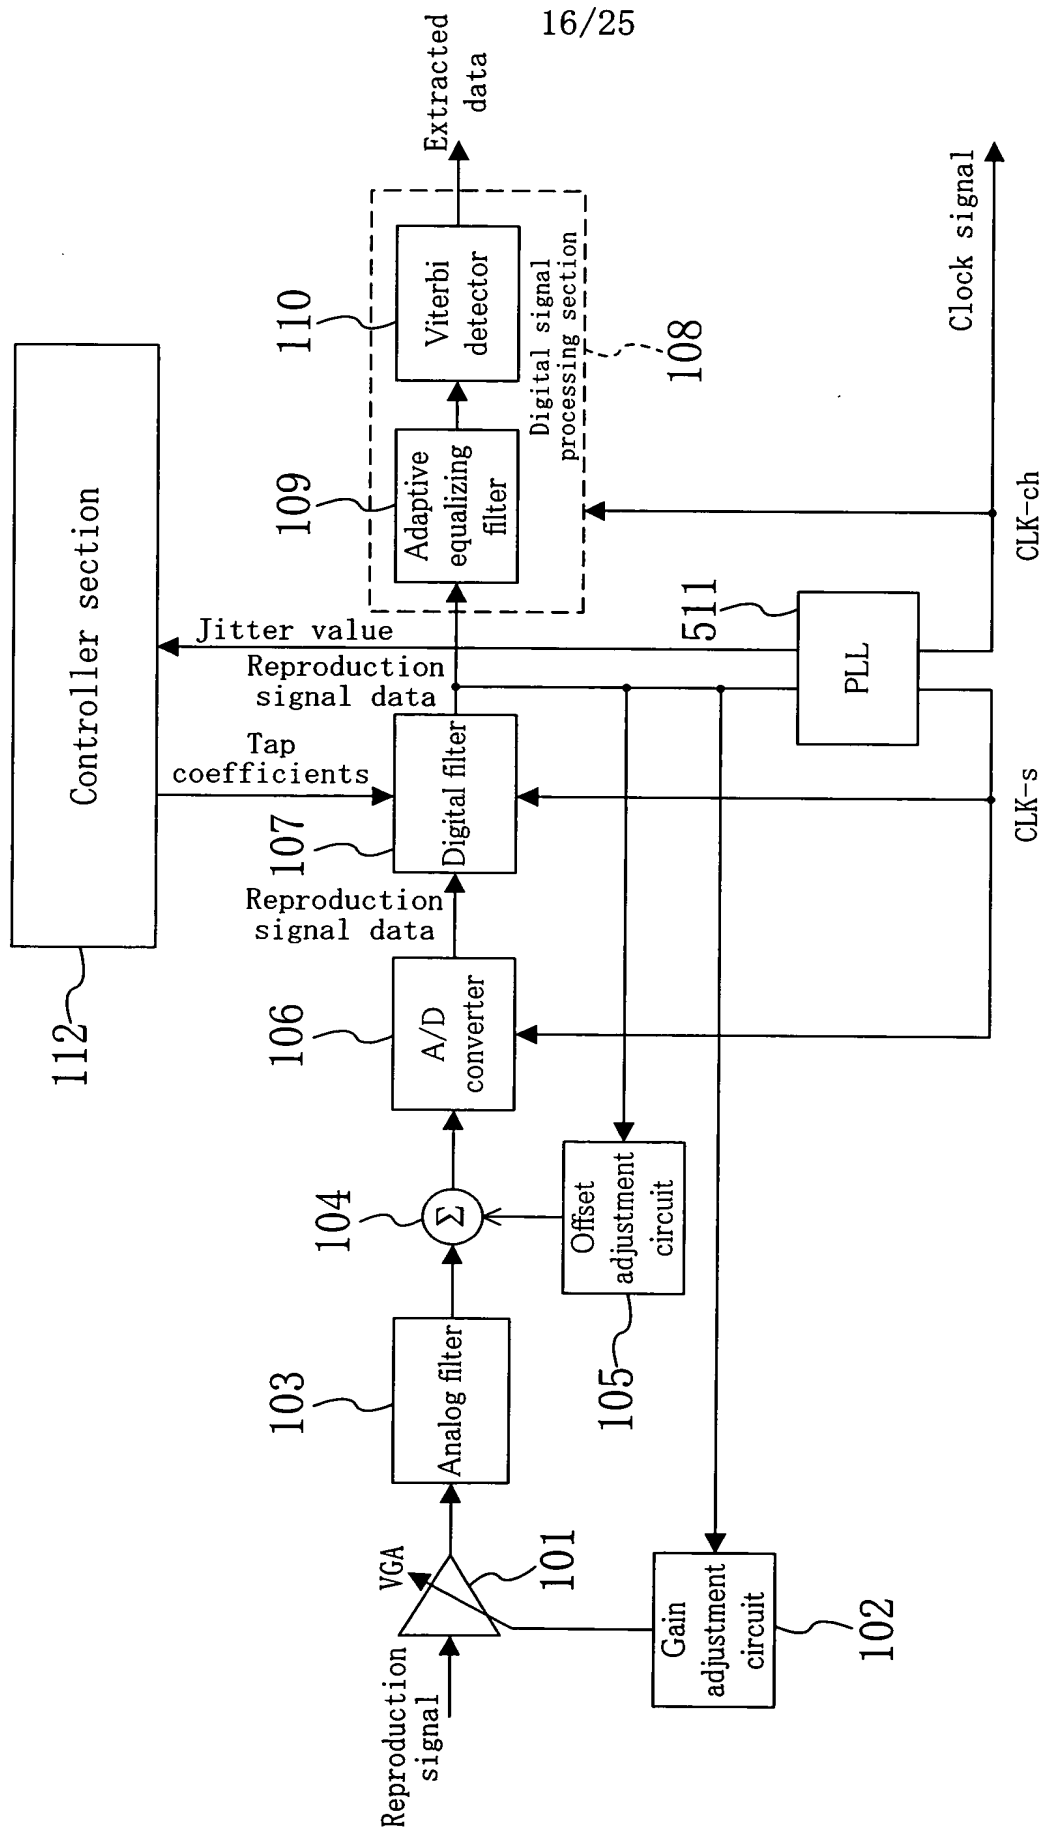 16/25
112
Controller section
Reproduction
signal
VGA
101
Gain
adjustment
circuit
102
103
Analog filter
104
Σ
Offset
adjustment
circuit
105
106
A/D
converter
Reproduction
signal data
107
Digital filter
Tap
coefficients
Reproduction
signal data
Jitter value
109
Adaptive
equalizing
filter
110
Viterbi
detector
Digital signal
processing section
108
Extracted
data
511
PLL
CLK-s
CLK-ch
Clock signal